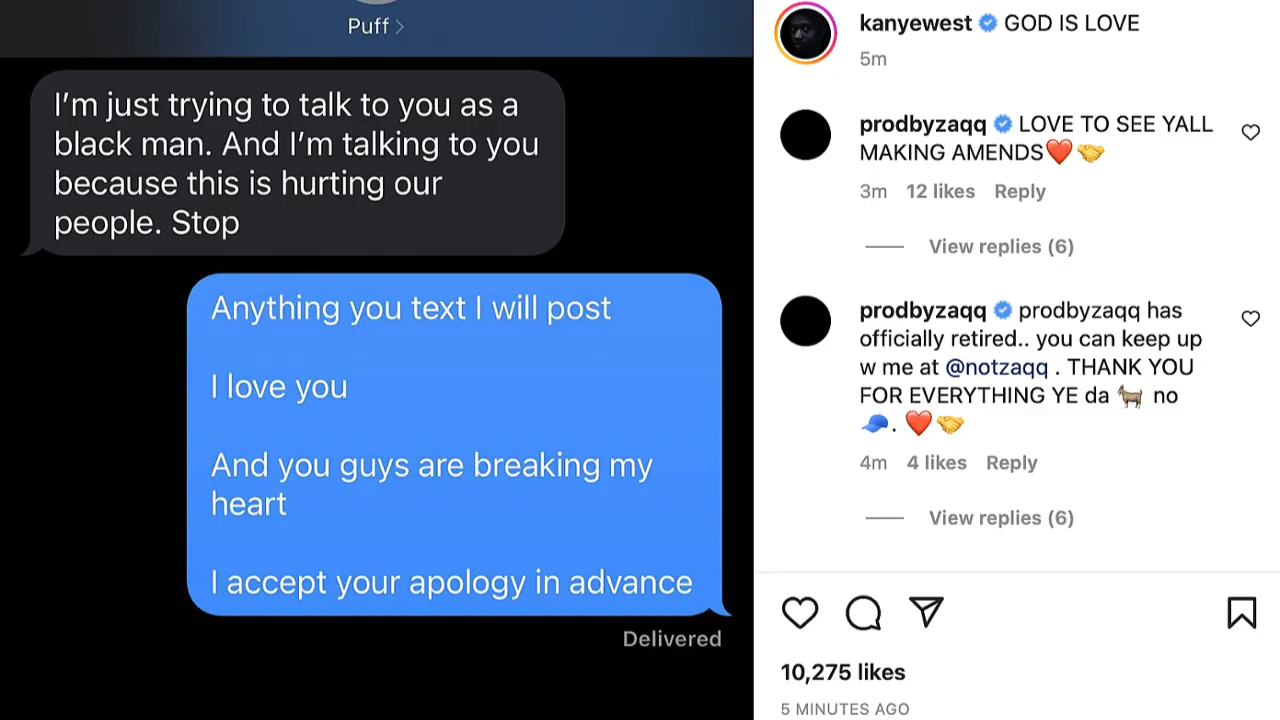 Puff >
I’m just trying to talk to you as a
black man. And I’m talking to you
because this is hurting our
people. Stop
Anything you text I will post
I love you
And you guys are breaking my
heart
I accept your apology in advance
Delivered
kanyewest GOD IS LOVE
5m
prodbyzaqq LOVE TO SEE YALL
MAKING AMENDS❤️🤝
3m 12 likes Reply
View replies (6)
prodbyzaqq prodbyzaqq has
officially retired.. you can keep up
w me at @notzaqq . THANK YOU
FOR EVERYTHING YE da 🐐 no
🧢. ❤️🤝
4m 4 likes Reply
View replies (6)
10,275 likes
5 MINUTES AGO